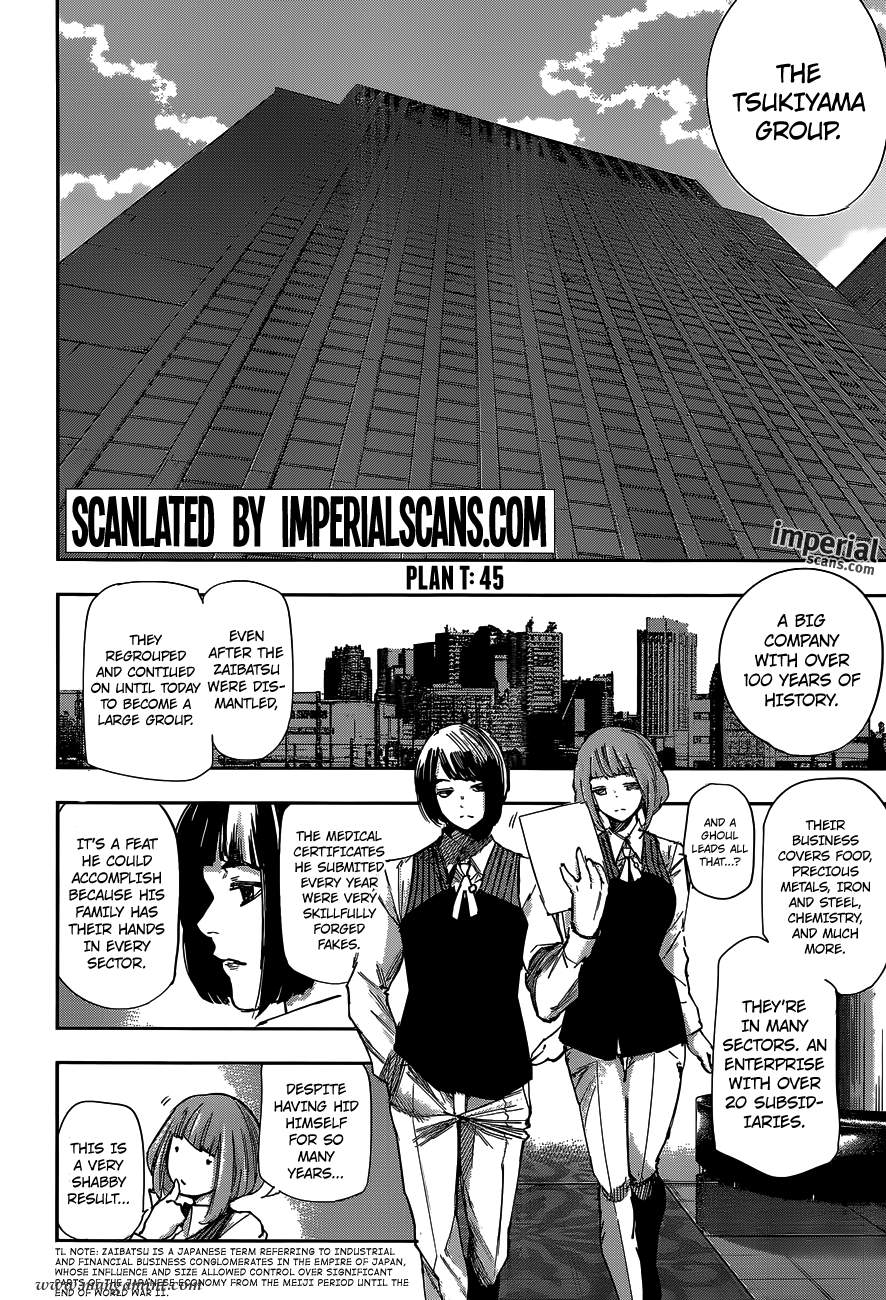 THE
TSUKIYAMA
GROUP.
SCANLATED BY IMPERIALSCANS.COM
imperial
scans.com
PLAN T: 45
A BIG
COMPANY
WITH OVER
100 YEARS OF
HISTORY.
EVEN
AFTER THE
ZAIBATSU
WERE DIS-
MANTLED,
THEY
REGROUPED
AND CONTIUED
ON UNTIL TODAY
TO BECOME A
LARGE GROUP.
THEIR
BUSINESS
COVERS FOOD,
PRECIOUS
METALS, IRON
AND STEEL,
CHEMISTRY,
AND MUCH
MORE.
AND A
GHOUL
LEADS ALL
THAT...?
THEY'RE
IN MANY
SECTORS. AN
ENTERPRISE
WITH OVER
20 SUBSID-
IARIES.
THE MEDICAL
CERTIFICATES
HE SUBMITED
EVERY YEAR
WERE VERY
SKILLFULLY
FORGED
FAKES.
IT'S A FEAT
HE COULD
ACCOMPLISH
BECAUSE HIS
FAMILY HAS
THEIR HANDS
IN EVERY
SECTOR.
DESPITE
HAVING HID
HIMSELF
FOR SO
MANY
YEARS...
THIS IS
A VERY
SHABBY
RESULT...
TL NOTE: ZAIBATSU IS A JAPANESE TERM REFERRING TO INDUSTRIAL
AND FINANCIAL BUSINESS CONGLOMERATES IN THE EMPIRE OF JAPAN,
WHOSE INFLUENCE AND SIZE ALLOWED CONTROL OVER SIGNIFICANT
PARTS OF THE JAPANESE ECONOMY FROM THE MEIJI PERIOD UNTIL THE
END OF WORLD WAR II.